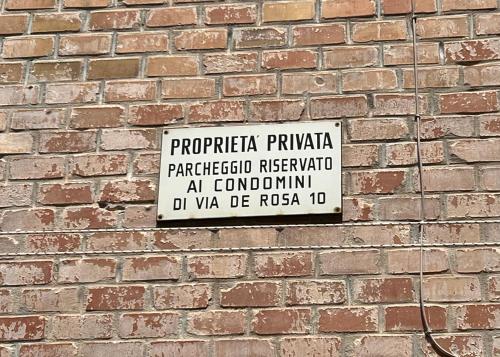 PROPRIETA' PRIVATA
PARCHEGGIO RISERVATO
AI CONDOMINI
DI VIA DE ROSA 10